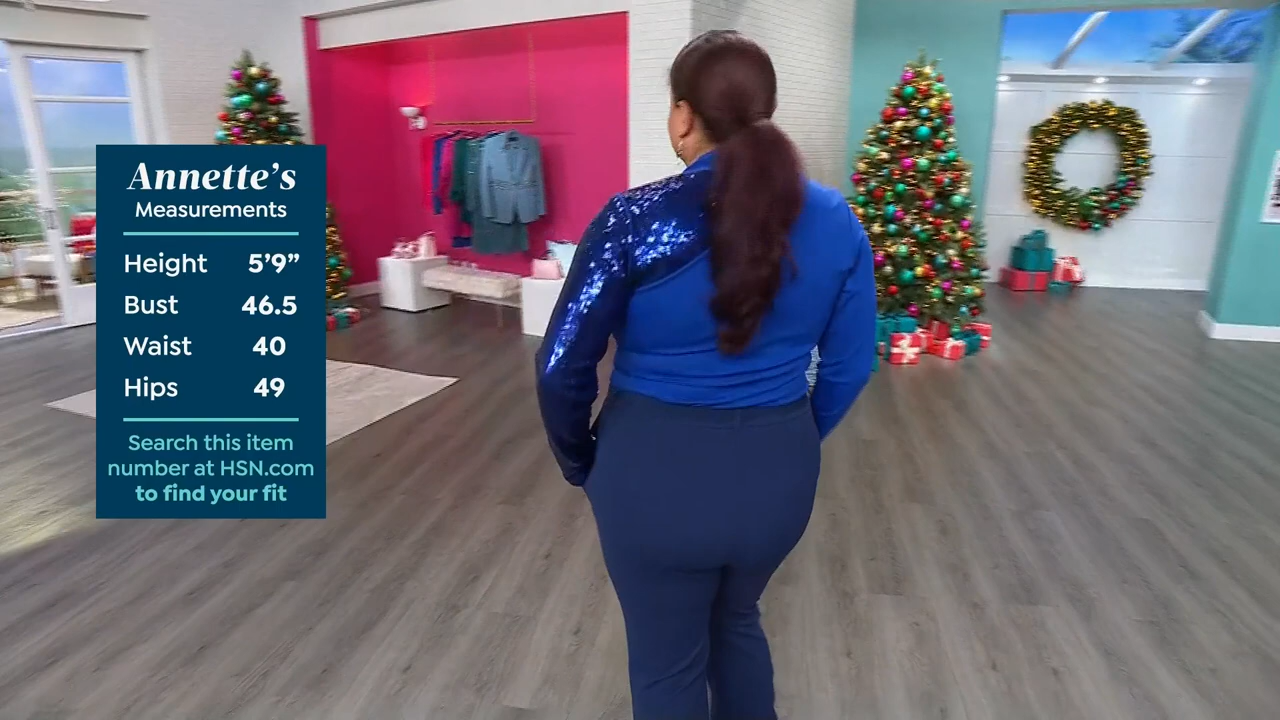 Annette's
Measurements
Height 5'9”
Bust 46.5
Waist 40
Hips 49
Search this item
number at HSN.com
to find your fit